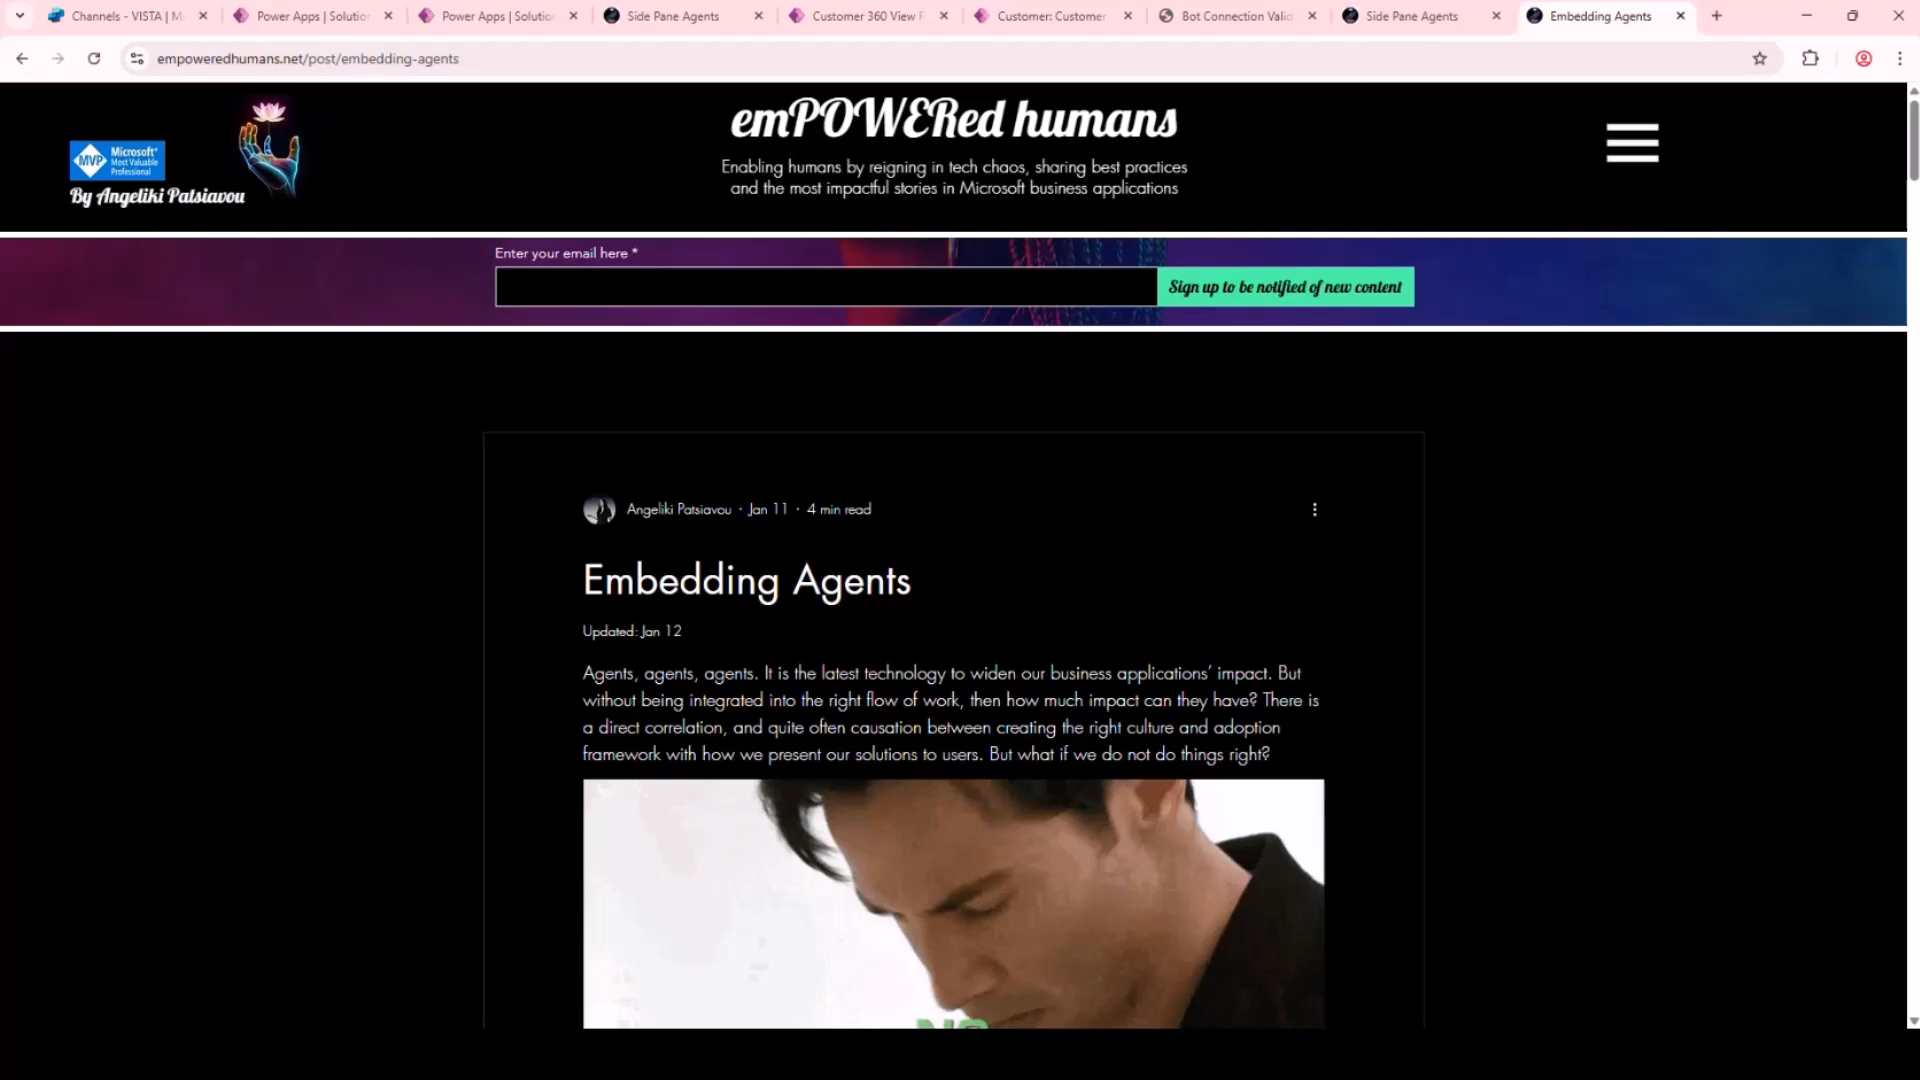 Channels - VISTA | M
Power Apps | Solution
Power Apps | Solution
Side Pane Agents
Customer 360 View F
Customer: Customer
Bot Connection Valid
Side Pane Agents
Embedding Agents
empoweredhumans.net/post/embedding-agents
emPOWERed humans
Enabling humans by reigning in tech chaos, sharing best practices
and the most impactful stories in Microsoft business applications
MVP
Microsoft®
Most Valuable
Professional
By Angeliki Patsiavou
Enter your email here *
Sign up to be notified of new content
Angeliki Patsiavou · Jan 11 · 4 min read
Embedding Agents
Updated: Jan 12
Agents, agents, agents. It is the latest technology to widen our business applications’ impact. But
without being integrated into the right flow of work, then how much impact can they have? There is
a direct correlation, and quite often causation between creating the right culture and adoption
framework with how we present our solutions to users. But what if we do not do things right?